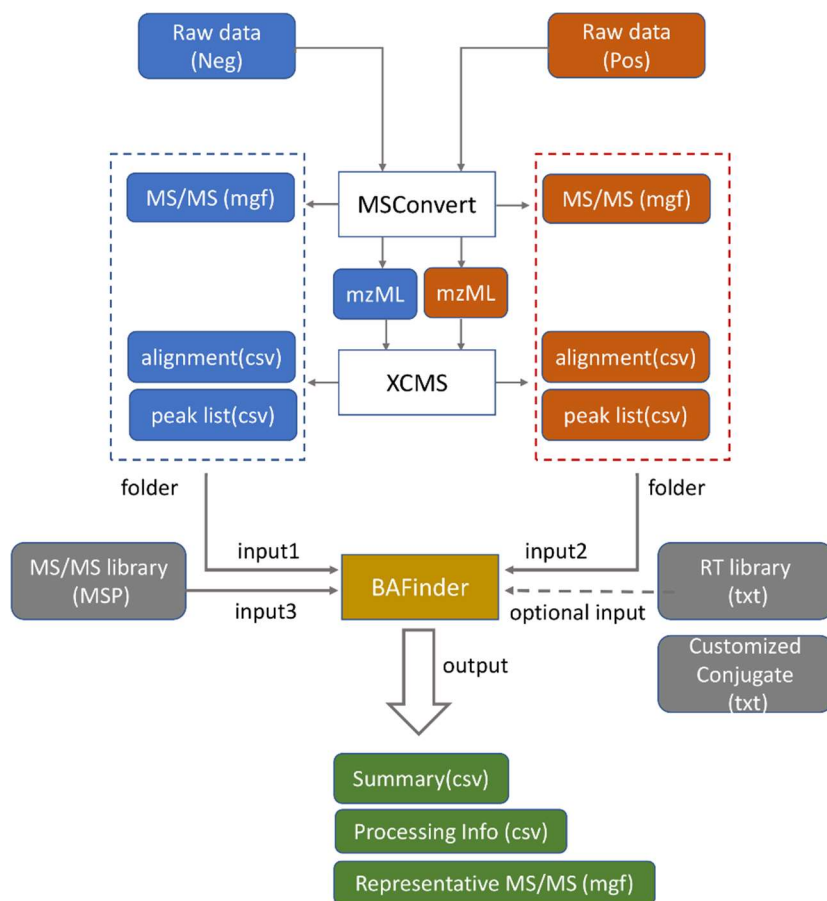 Raw data
(Neg)
Raw data
(Pos)
MS/MS (mgf)
MSConvert
MS/MS (mgf)
mzML
mzML
alignment(csv)
XCMS
alignment(csv)
peak list(csv)
peak list(csv)
folder
folder
input1
input2
MS/MS library
(MSP)
BAFinder
RT library
(txt)
input3
optional input
output
Customized
Conjugate
(txt)
Summary(csv)
Processing Info (csv)
Representative MS/MS (mgf)